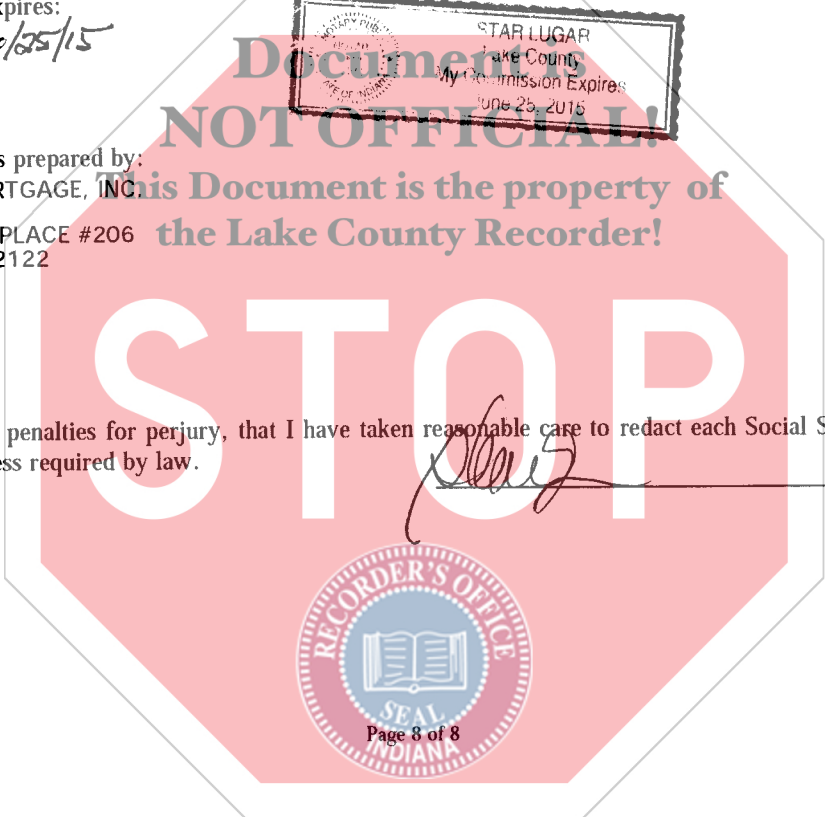 xpires:
/25/15
NOTARY PUBLIC
STAR LUGAR
Lake County
My Commission Expires
June 25, 2015
Document is
NOT OFFICIAL!
s prepared by:
RTGAGE, INC.
This Document is the property of
PLACE #206
the Lake County Recorder!
2122
STOP
penalties for perjury, that I have taken reasonable care to redact each Social S
ess required by law.
RECORDER'S OFFICE
SEAL
INDIANA
Page 8 of 8